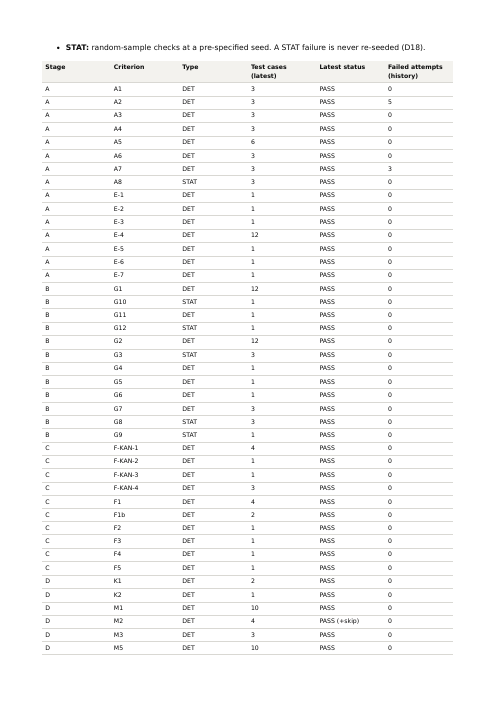 • STAT: random-sample checks at a pre-specified seed. A STAT failure is never re-seeded (D18).
Stage Criterion Type Test cases (latest) Latest status Failed attempts (history)
A A1 DET 3 PASS 0
A A2 DET 3 PASS 5
A A3 DET 3 PASS 0
A A4 DET 3 PASS 0
A A5 DET 6 PASS 0
A A6 DET 3 PASS 0
A A7 DET 3 PASS 3
A A8 STAT 3 PASS 0
A E-1 DET 1 PASS 0
A E-2 DET 1 PASS 0
A E-3 DET 1 PASS 0
A E-4 DET 12 PASS 0
A E-5 DET 1 PASS 0
A E-6 DET 1 PASS 0
A E-7 DET 1 PASS 0
B G1 DET 12 PASS 0
B G10 STAT 1 PASS 0
B G11 DET 1 PASS 0
B G12 STAT 1 PASS 0
B G2 DET 12 PASS 0
B G3 STAT 3 PASS 0
B G4 DET 1 PASS 0
B G5 DET 1 PASS 0
B G6 DET 1 PASS 0
B G7 DET 3 PASS 0
B G8 STAT 3 PASS 0
B G9 STAT 1 PASS 0
C F-KAN-1 DET 4 PASS 0
C F-KAN-2 DET 1 PASS 0
C F-KAN-3 DET 1 PASS 0
C F-KAN-4 DET 3 PASS 0
C F1 DET 4 PASS 0
C F1b DET 2 PASS 0
C F2 DET 1 PASS 0
C F3 DET 1 PASS 0
C F4 DET 1 PASS 0
C F5 DET 1 PASS 0
D K1 DET 2 PASS 0
D K2 DET 1 PASS 0
D M1 DET 10 PASS 0
D M2 DET 4 PASS (+skip) 0
D M3 DET 3 PASS 0
D M5 DET 10 PASS 0